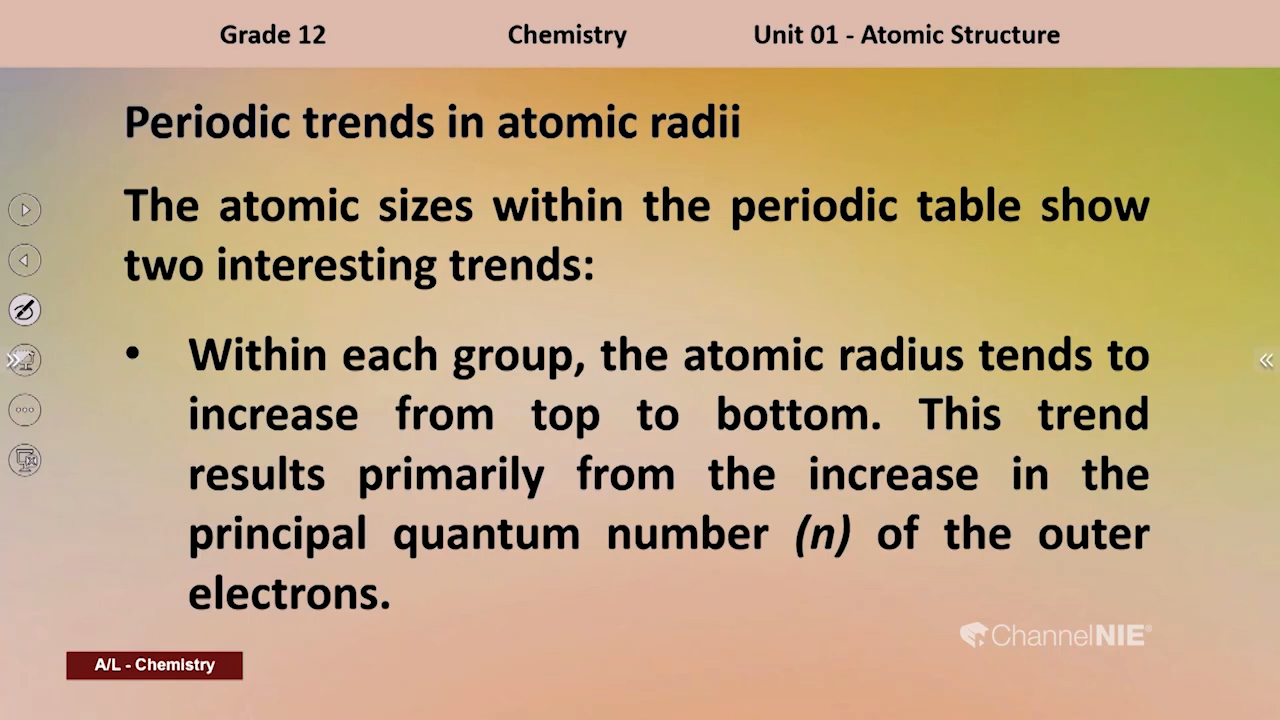 Grade 12 Chemistry Unit 01 - Atomic Structure
Periodic trends in atomic radii
The atomic sizes within the periodic table show
two interesting trends:
• Within each group, the atomic radius tends to
increase from top to bottom. This trend
results primarily from the increase in the
principal quantum number (n) of the outer
electrons.
ChannelNIE®
A/L - Chemistry